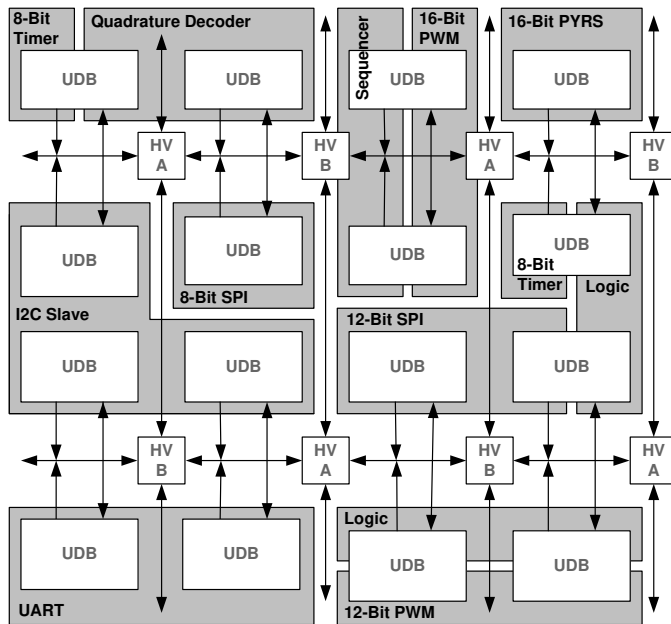 8-Bit
Timer
Quadrature Decoder
Sequencer
16-Bit
PWM
16-Bit PYRS
UDB
UDB
UDB
UDB
HV
A
HV
B
HV
A
HV
B
UDB
UDB
UDB
UDB
8-Bit SPI
8-Bit
Timer
Logic
I2C Slave
12-Bit SPI
UDB
UDB
UDB
UDB
HV
B
HV
A
HV
B
HV
A
Logic
UDB
UDB
UDB
UDB
UART
12-Bit PWM